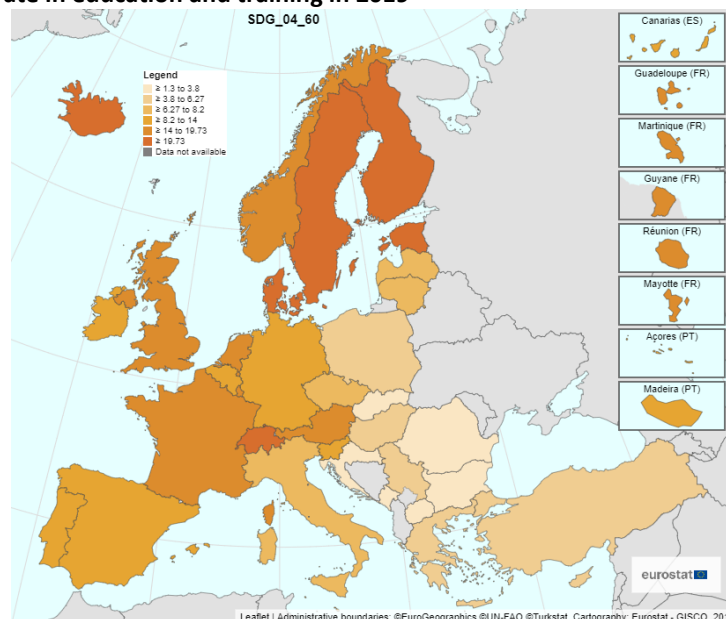 SDG_04_60
Legend
≥ 1.3 to 3.8
≥ 3.8 to 6.27
≥ 6.27 to 8.2
≥ 8.2 to 14
≥ 14 to 19.73
≥ 19.73
Data not available
Canarias (ES)
Guadeloupe (FR)
Martinique (FR)
Guyane (FR)
Réunion (FR)
Mayotte (FR)
Açores (PT)
Madeira (PT)
eurostat
Leaflet | Administrative boundaries: ©EuroGeographics ©UN-FAO ©Turkstat, Cartography: Eurostat - GISCO,